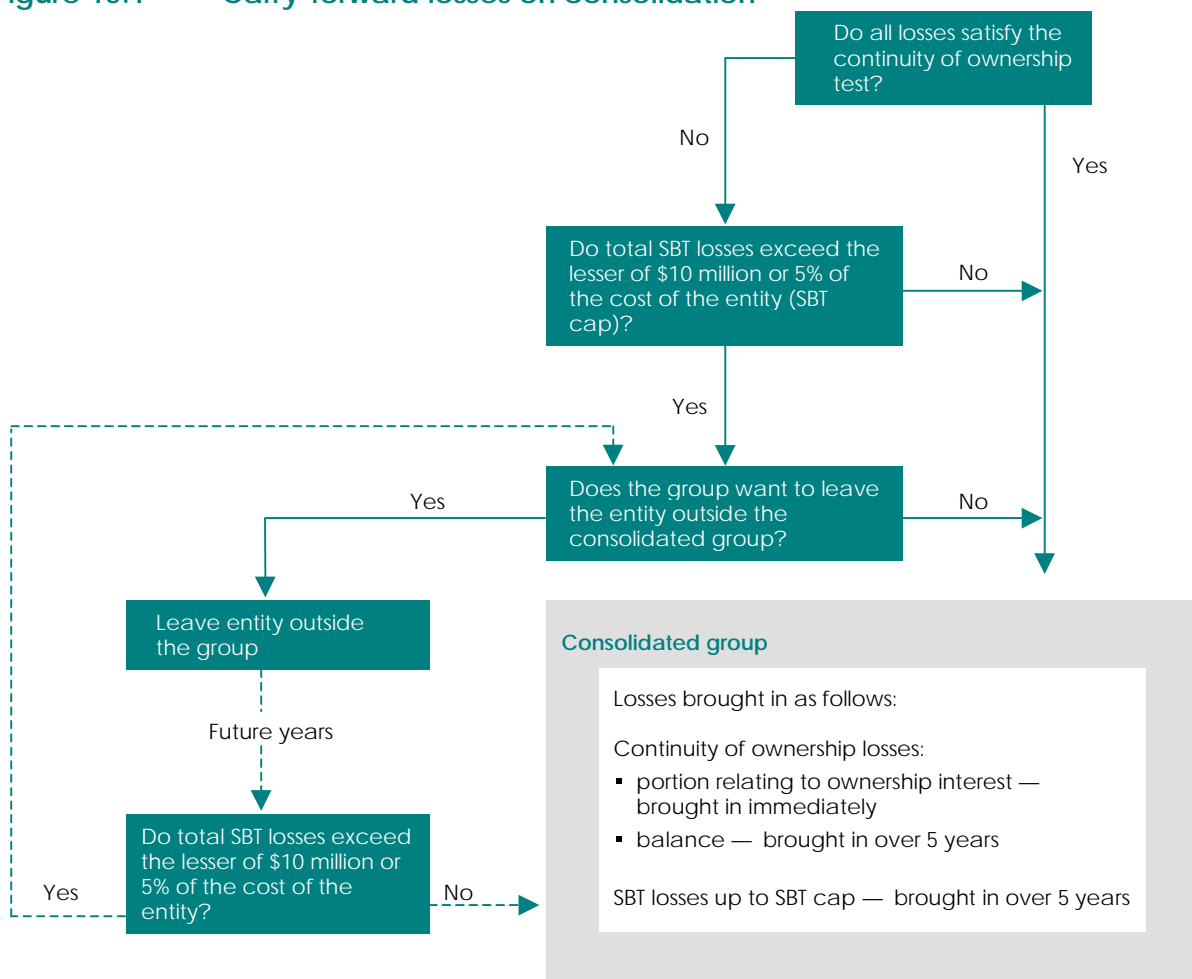 Do all losses satisfy the
continuity of ownership
test?
No
Yes
Do total SBT losses exceed the
lesser of $10 million or 5% of
the cost of the entity (SBT
cap)?
No
Yes
Does the group want to leave
the entity outside the
consolidated group?
Yes
No
Leave entity outside
the group
Future years
Do total SBT losses exceed
the lesser of $10 million or
5% of the cost of the
entity?
Yes
No
Consolidated group
Losses brought in as follows:
Continuity of ownership losses:
▪ portion relating to ownership interest —
brought in immediately
▪ balance — brought in over 5 years
SBT losses up to SBT cap — brought in over 5 years